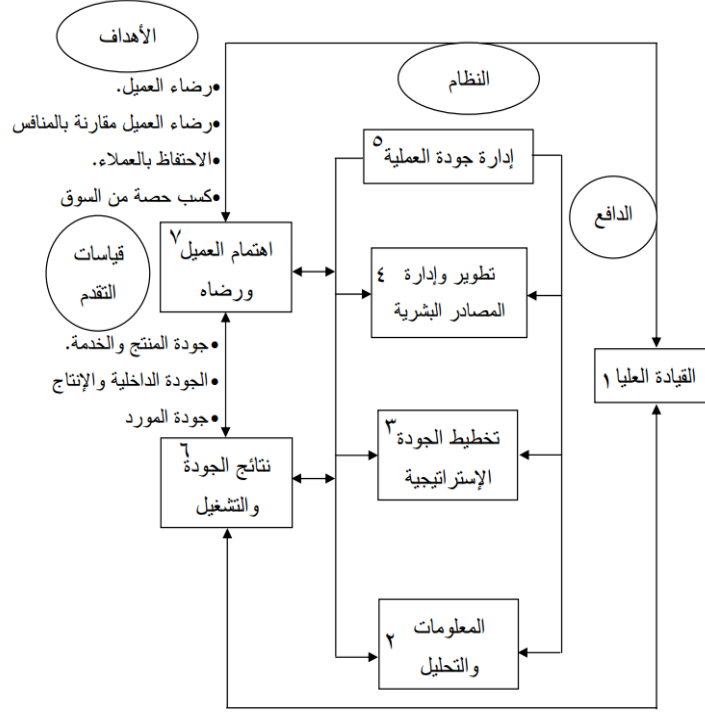 الأهداف
النظام
الدافع
قياسات
التقدم
•رضاء العميل.
•رضاء العميل مقارنة بالمنافس
•الاحتفاظ بالعملاء.
•كسب حصة من السوق
٥ إدارة جودة العملية
٧ اهتمام العميل
ورضاه
٤ تطوير وإدارة
المصادر البشرية
القيادة العليا ١
•جودة المنتج والخدمة.
•الجودة الداخلية والإنتاج
•جودة المورد
٣ تخطيط الجودة
الإستراتيجية
٦ نتائج الجودة
والتشغيل
٢ المعلومات
والتحليل